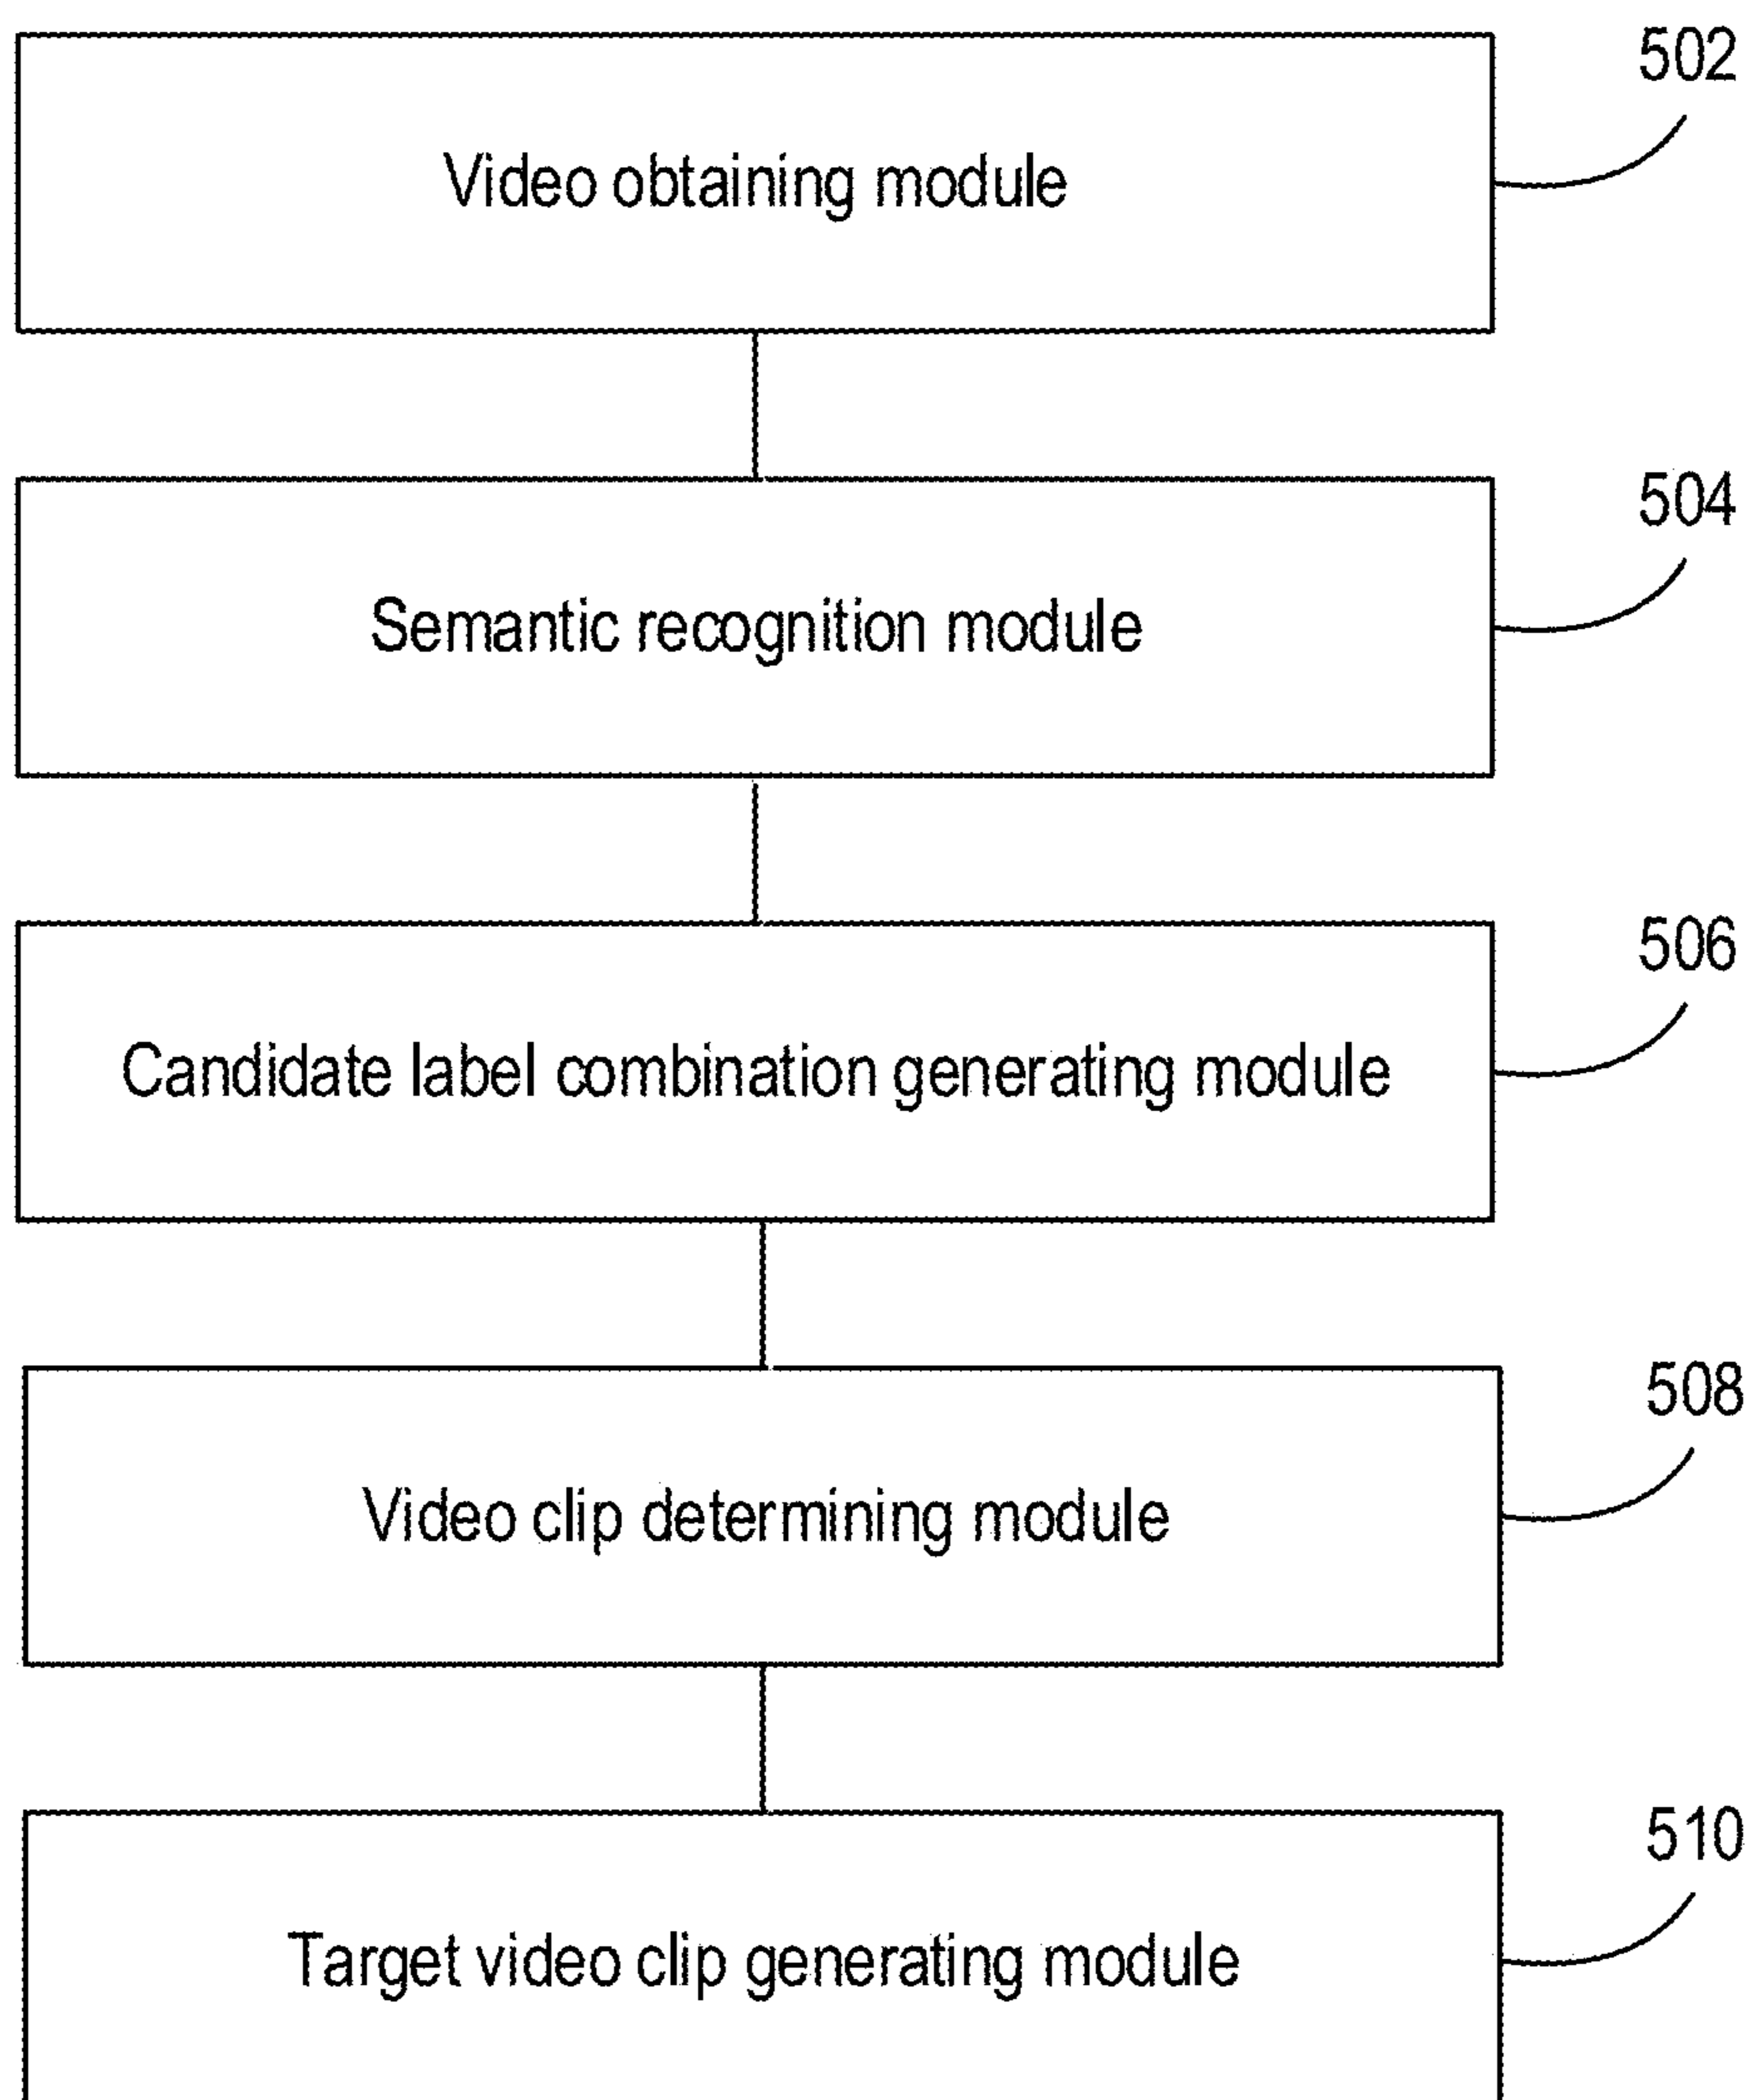 502
Video obtaining module
504
Semantic recognition module
506
Candidate label combination generating module
508
Video clip determining module
510
Target video clip generating module